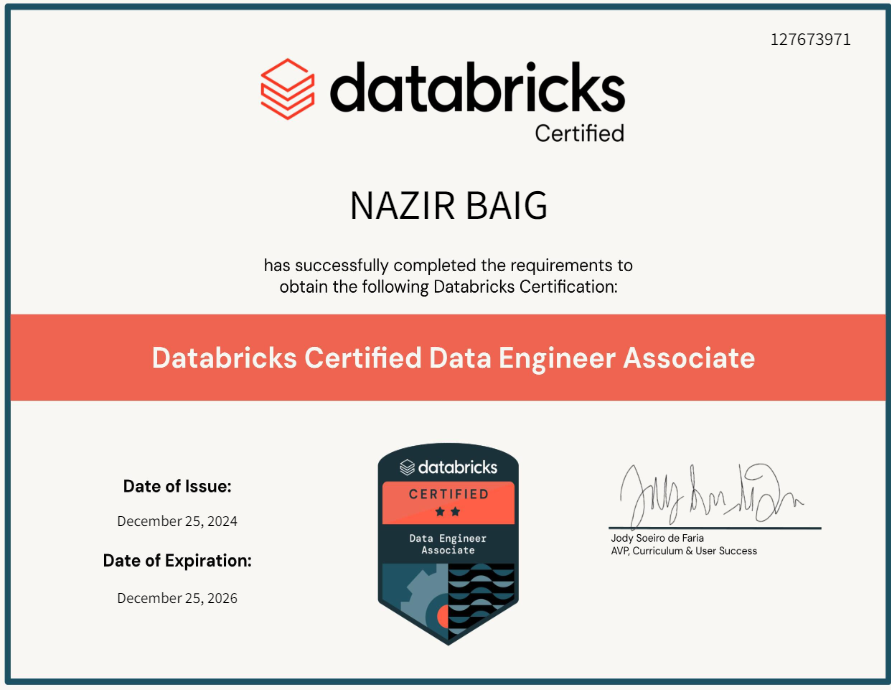 127673971
databricks
Certified
NAZIR BAIG
has successfully completed the requirements to
obtain the following Databricks Certification:
Databricks Certified Data Engineer Associate
Date of Issue:
December 25, 2024
Date of Expiration:
December 25, 2026
databricks
CERTIFIED
Data Engineer
Associate
Jody Soeiro de Faria
AVP, Curriculum & User Success